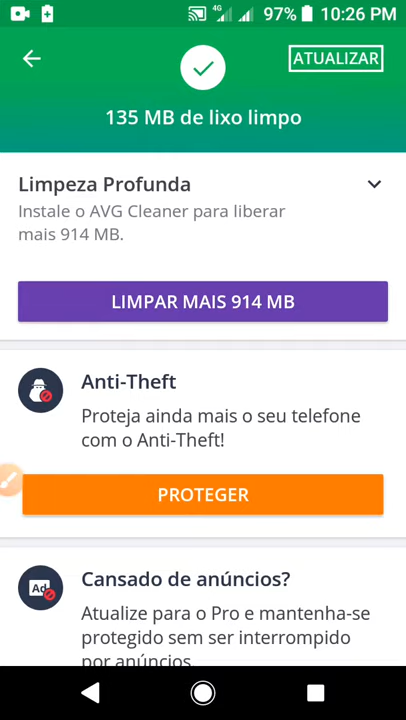 4G 97% 10:26 PM
ATUALIZAR
135 MB de lixo limpo
Limpeza Profunda
Instale o AVG Cleaner para liberar
mais 914 MB.
LIMPAR MAIS 914 MB
Anti-Theft
Proteja ainda mais o seu telefone
com o Anti-Theft!
PROTEGER
Ad
Cansado de anúncios?
Atualize para o Pro e mantenha-se
protegido sem ser interrompido
por anúncios.